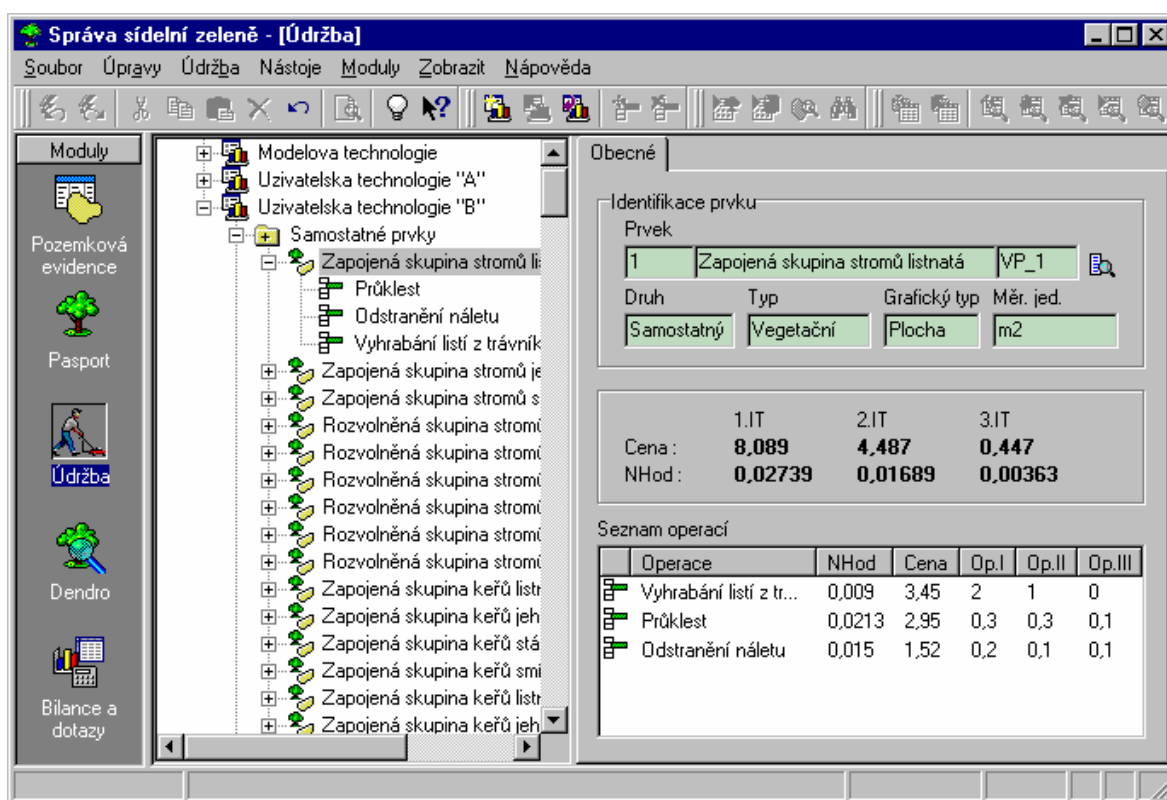 Správa sídelní zeleně - [Údržba]
Soubor Úpravy Údržba Nástoje Moduly Zobrazit Nápověda
Moduly
Pozemková
evidence
Pasport
Údržba
Dendro
Bilance a
dotazy
Modelova technologie
Uzivatelska technologie "A"
Uzivatelska technologie "B"
Samostatné prvky
Zapojená skupina stromů li
Průklest
Odstranění náletu
Vyhrabání listí z trávník
Zapojená skupina stromů je
Zapojená skupina stromů s
Rozvolněná skupina stromů
Rozvolněná skupina stromů
Rozvolněná skupina stromů
Rozvolněná skupina stromů
Rozvolněná skupina stromů
Rozvolněná skupina stromů
Zapojená skupina keřů listr
Zapojená skupina keřů jeh
Zapojená skupina keřů stá
Zapojená skupina keřů smí
Zapojená skupina keřů listr
Zapojená skupina keřů jeh
Obecné
Identifikace prvku
Prvek
1 Zapojená skupina stromů listnatá VP_1
Druh Typ Grafický typ Měr. jed.
Samostatný Vegetační Plocha m2
1.IT 2.IT 3.IT
Cena : 8,089 4,487 0,447
NHod : 0,02739 0,01689 0,00363
Seznam operací
Operace NHod Cena Op.I Op.II Op.III
Vyhrabání listí z tr... 0,009 3,45 2 1 0
Průklest 0,0213 2,95 0,3 0,3 0,1
Odstranění náletu 0,015 1,52 0,2 0,1 0,1